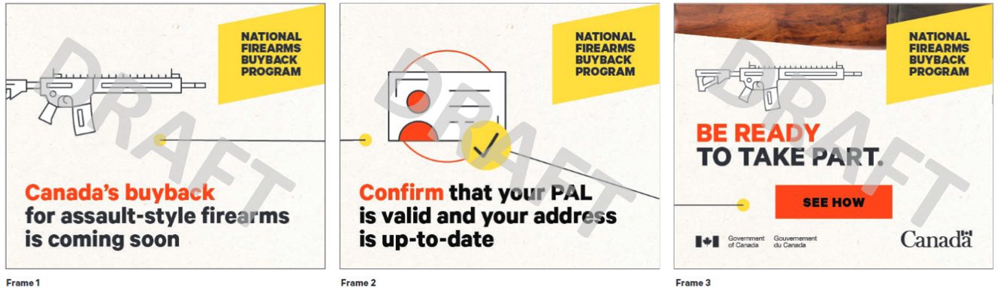 NATIONAL
FIREARMS
BUYBACK
PROGRAM
DRAFT
Canada's buyback
for assault-style firearms
is coming soon
Frame 1
NATIONAL
FIREARMS
BUYBACK
PROGRAM
DRAFT
Confirm that your PAL
is valid and your address
is up-to-date
Frame 2
NATIONAL
FIREARMS
BUYBACK
PROGRAM
DRAFT
BE READY
TO TAKE PART.
SEE HOW
Government
of Canada
Gouvernement
du Canada
Canada
Frame 3